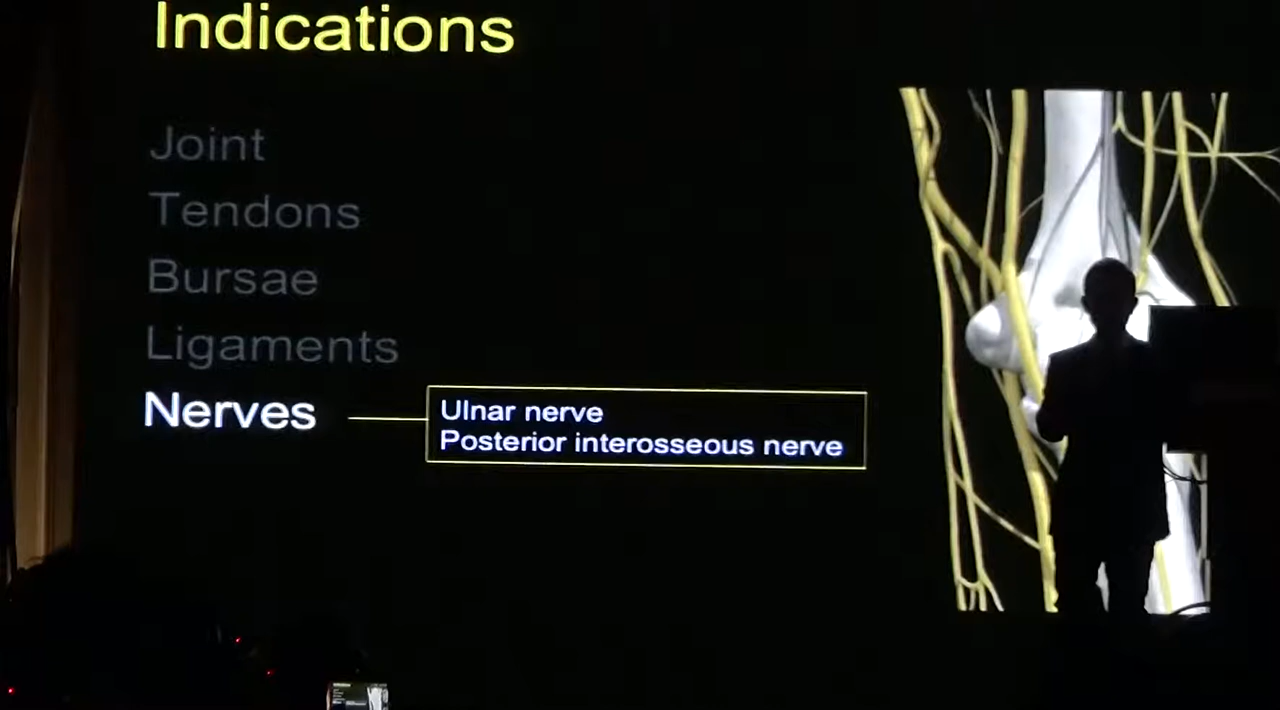 Indications
Joint
Tendons
Bursae
Ligaments
Nerves
Ulnar nerve
Posterior interosseous nerve